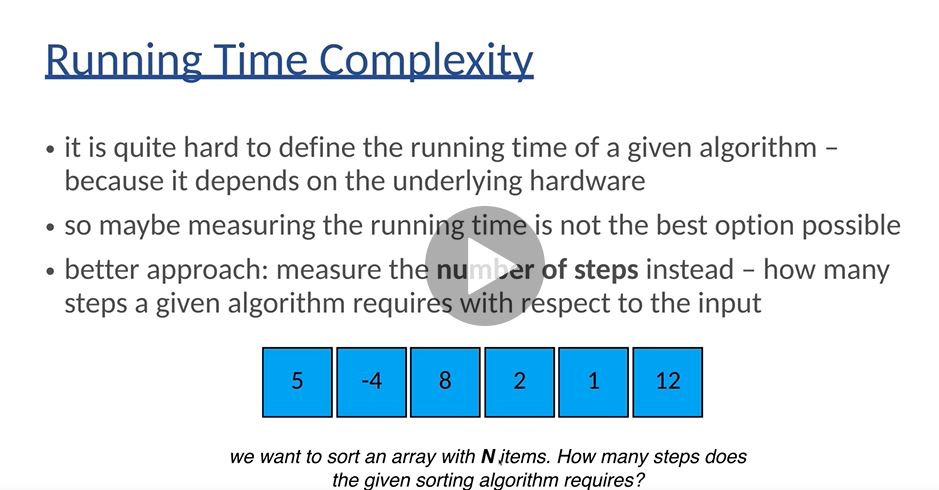 Running Time Complexity
• it is quite hard to define the running time of a given algorithm –
because it depends on the underlying hardware
• so maybe measuring the running time is not the best option possible
• better approach: measure the number of steps instead – how many
steps a given algorithm requires with respect to the input
5 -4 8 2 1 12
we want to sort an array with N items. How many steps does
the given sorting algorithm requires?